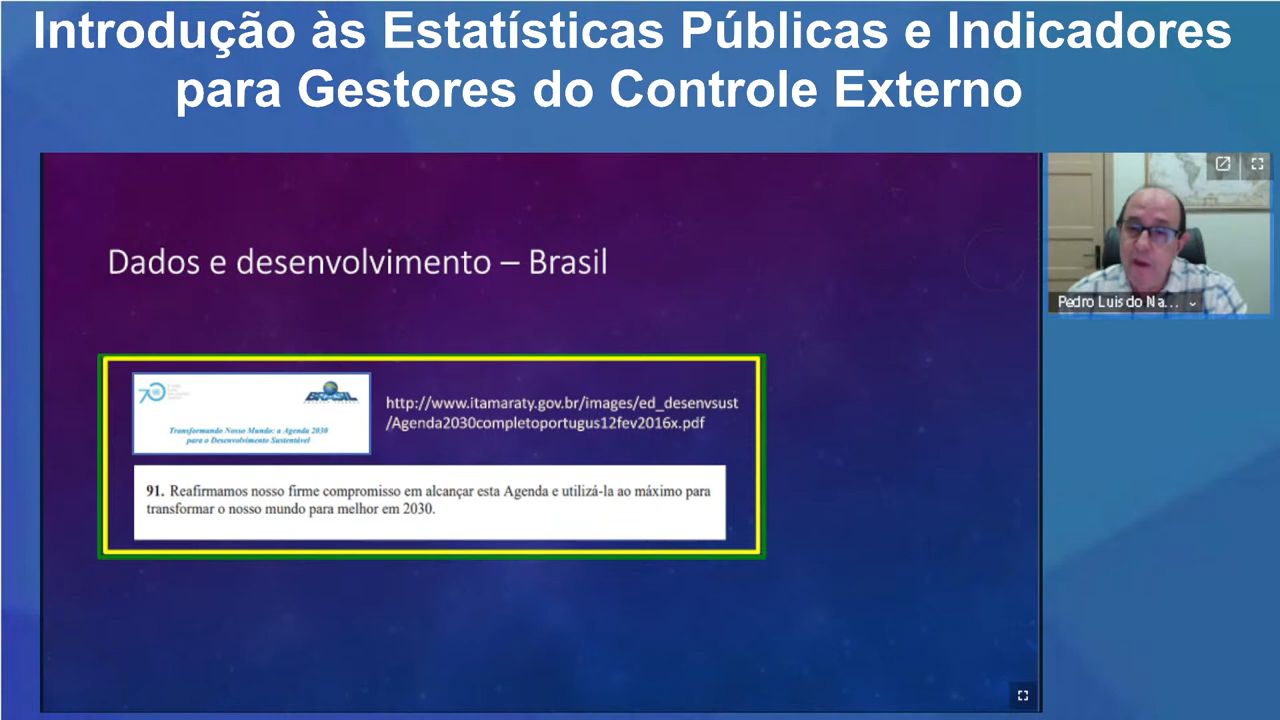 Introdução às Estatísticas Públicas e Indicadores
para Gestores do Controle Externo
Dados e desenvolvimento – Brasil
70
BRASIL
http://www.itamaraty.gov.br/images/ed_desenvsust
/Agenda2030completoportugus12fev2016x.pdf
Transformando Nosso Mundo: a Agenda 2030
para o Desenvolvimento Sustentável
91. Reafirmamos nosso firme compromisso em alcançar esta Agenda e utilizá-la ao máximo para
transformar o nosso mundo para melhor em 2030.
Pedro Luis do Na...